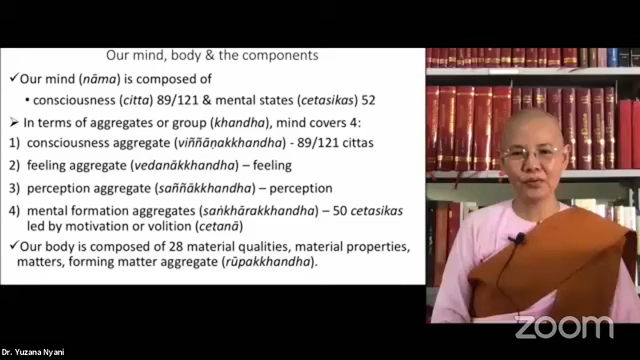 Our mind, body & the components
✓Our mind (nāma) is composed of
• consciousness (citta) 89/121 & mental states (cetasikas) 52
➢ In terms of aggregates or group (khandha), mind covers 4:
1) consciousness aggregate (viññāṇakkhandha) - 89/121 cittas
2) feeling aggregate (vedanākkhandha) – feeling
3) perception aggregate (saññākkhandha) – perception
4) mental formation aggregates (saṅkhārakkhandha) – 50 cetasikas
led by motivation or volition (cetanā)
✓Our body is composed of 28 material qualities, material properties,
matters, forming matter aggregate (rūpakkhandha).
zoom
Dr. Yuzana Nyani